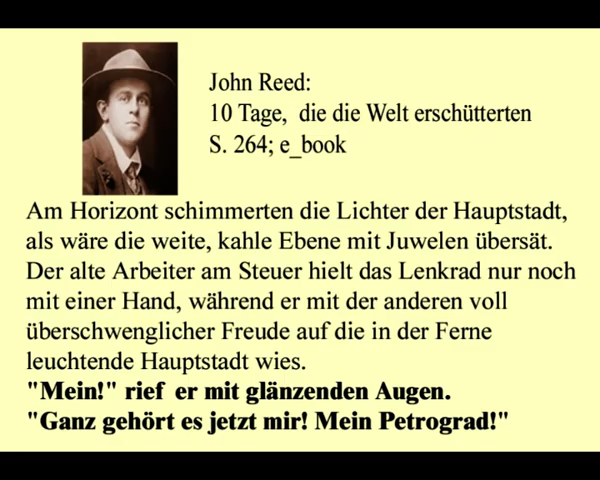 John Reed:
10 Tage,  die die Welt erschütterten
S. 264; e_book
Am Horizont schimmerten die Lichter der Hauptstadt,
als wäre die weite, kahle Ebene mit Juwelen übersät.
Der alte Arbeiter am Steuer hielt das Lenkrad nur noch
mit einer Hand, während er mit der anderen voll
überschwenglicher Freude auf die in der Ferne
leuchtende Hauptstadt wies.
"Mein!" rief  er mit glänzenden Augen.
"Ganz gehört es jetzt mir! Mein Petrograd!"